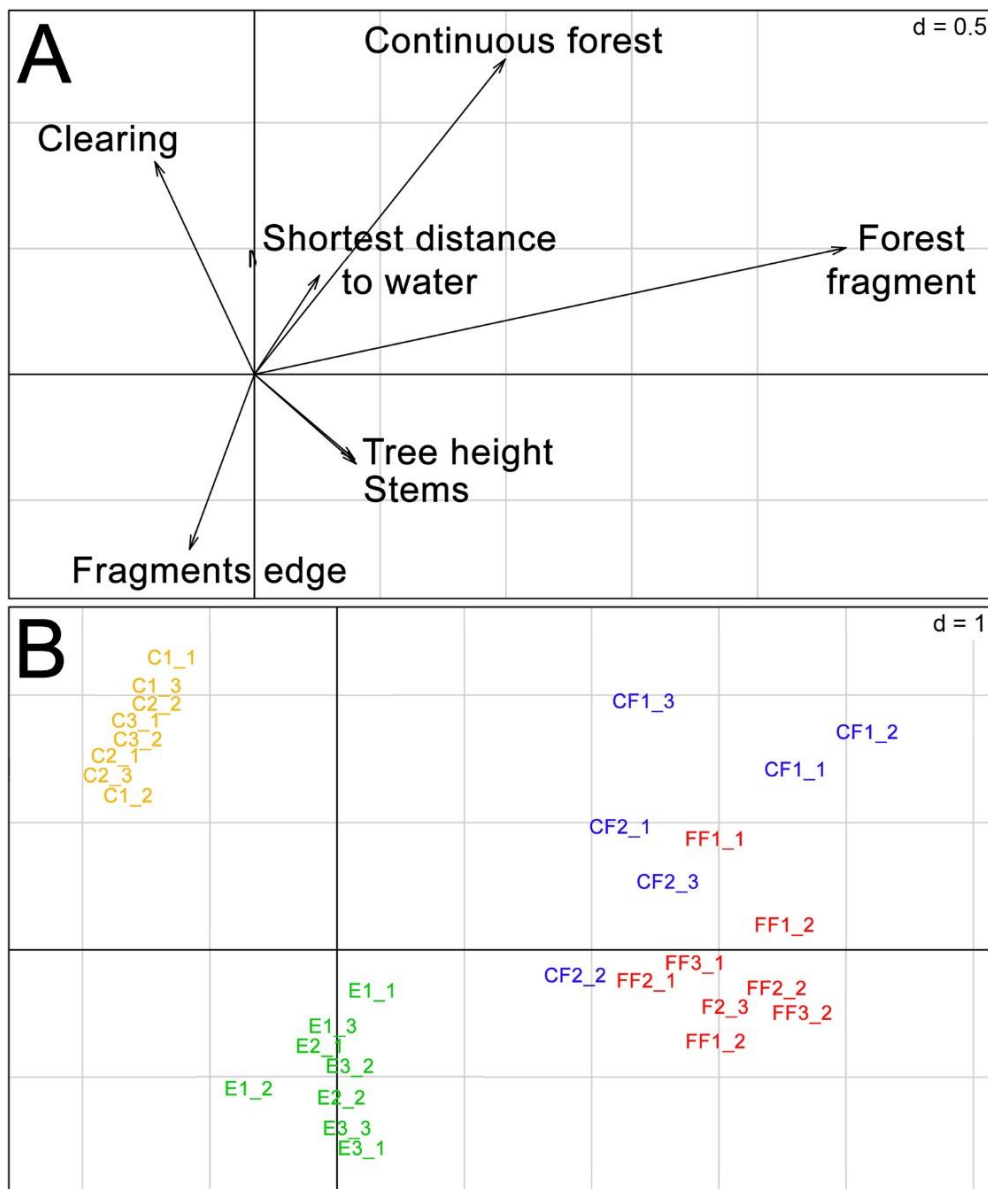 A
d = 0.5
Continuous forest
Clearing
Shortest distance
to water
Forest
fragment
Tree height
Stems
Fragments edge
B
d = 1
C1_1
C1_3
C2_2
C3_1
C3_2
C2_1
C2_3
C1_2
CF1_3
CF1_2
CF1_1
CF2_1
FF1_1
CF2_3
FF1_2
FF3_1
CF2_2
FF2_1
FF2_2
F2_3
FF3_2
FF1_2
E1_1
E1_3
E2_1
E3_2
E1_2
E2_2
E3_3
E3_1